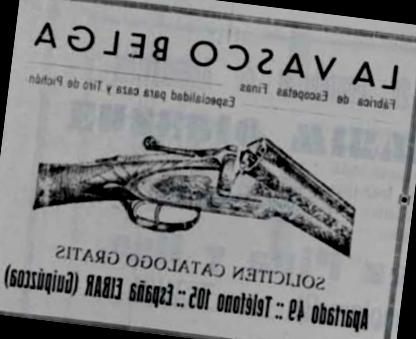 LA VASCO BELGA
Fábrica de Escopetas Finas
Especialidad para caza y Tiro de Pichón
SOLICITEN CATALOGO GRATIS
Apartado 49 :: Teléfono 105 :: España EIBAR (Guipúzcoa)